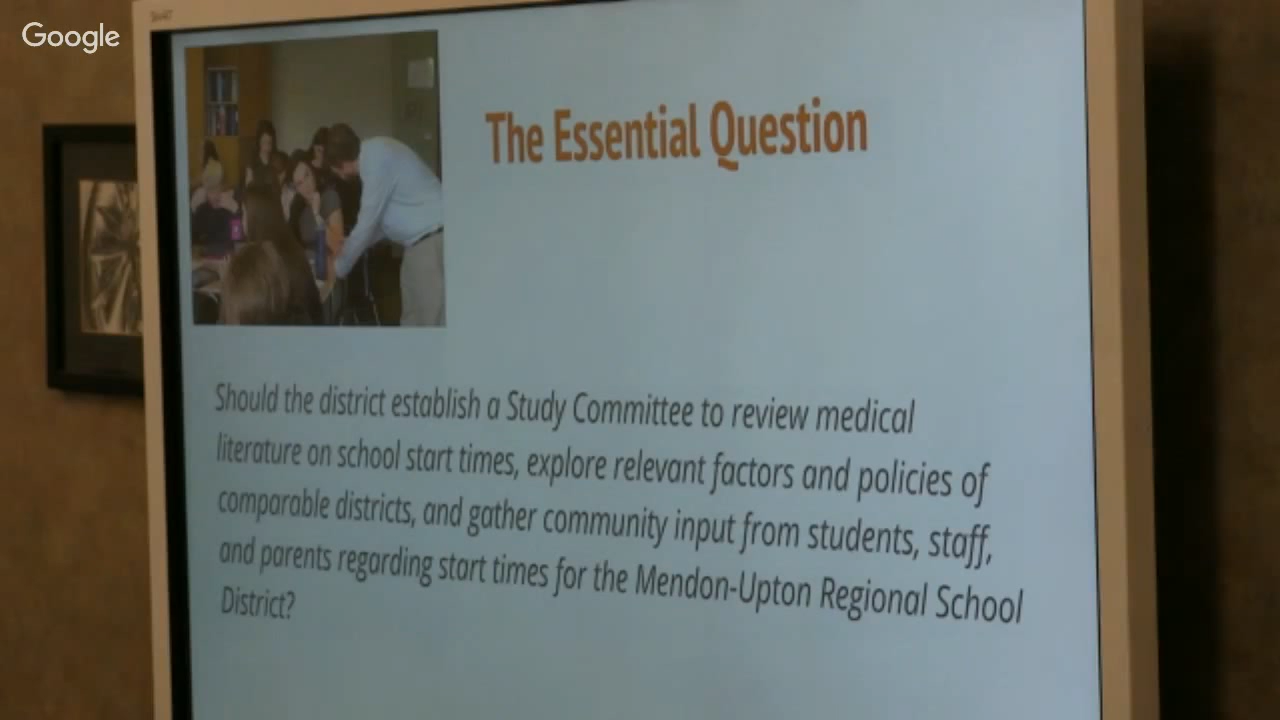 Google
SMART
The Essential Question
Should the district establish a Study Committee to review medical
literature on school start times, explore relevant factors and policies of
comparable districts, and gather community input from students, staff,
and parents regarding start times for the Mendon-Upton Regional School
District?